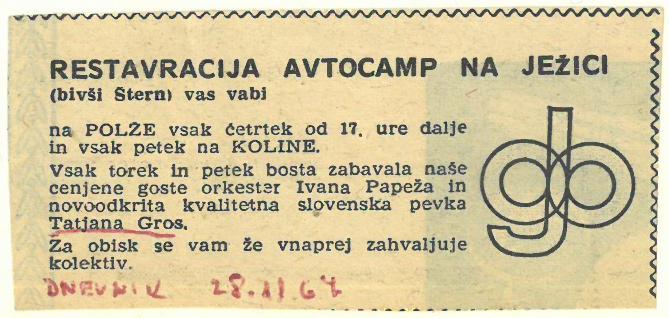 RESTAVRACIJA AVTOCAMP NA JEŽICI
(bivši Štern) vas vabi
na POLŽE vsak četrtek od 17. ure dalje
in vsak petek na KOLINE.
Vsak torek in petek bosta zabavala naše
cenjene goste orkester Ivana Papeža in
novoodkrita kvalitetna slovenska pevka
Tatjana Gros.
Za obisk se vam že vnaprej zahvaljuje
kolektiv.
DNEVNIK 28.11.67